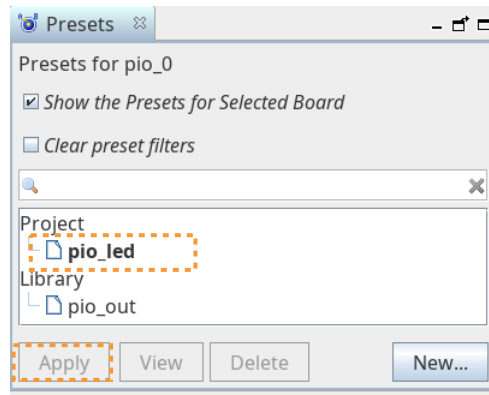 Presets
Presets for pio_0
Show the Presets for Selected Board
Clear preset filters
Project
pio_led
Library
pio_out
Apply View Delete New...